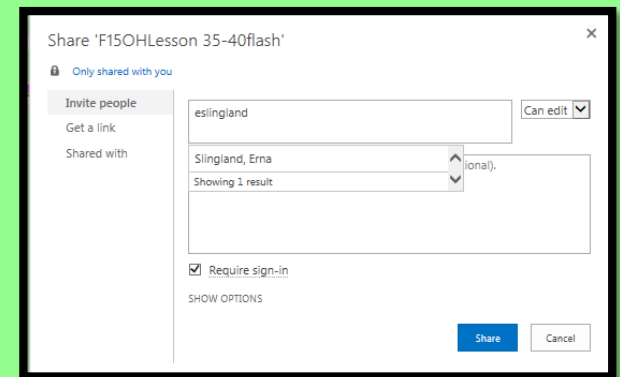 Share 'F15OHLesson 35-40flash'
Only shared with you
Invite people
Get a link
Shared with
eslingland
Can edit
Slingland, Erna
Showing 1 result
ional).
Require sign-in
SHOW OPTIONS
Share
Cancel